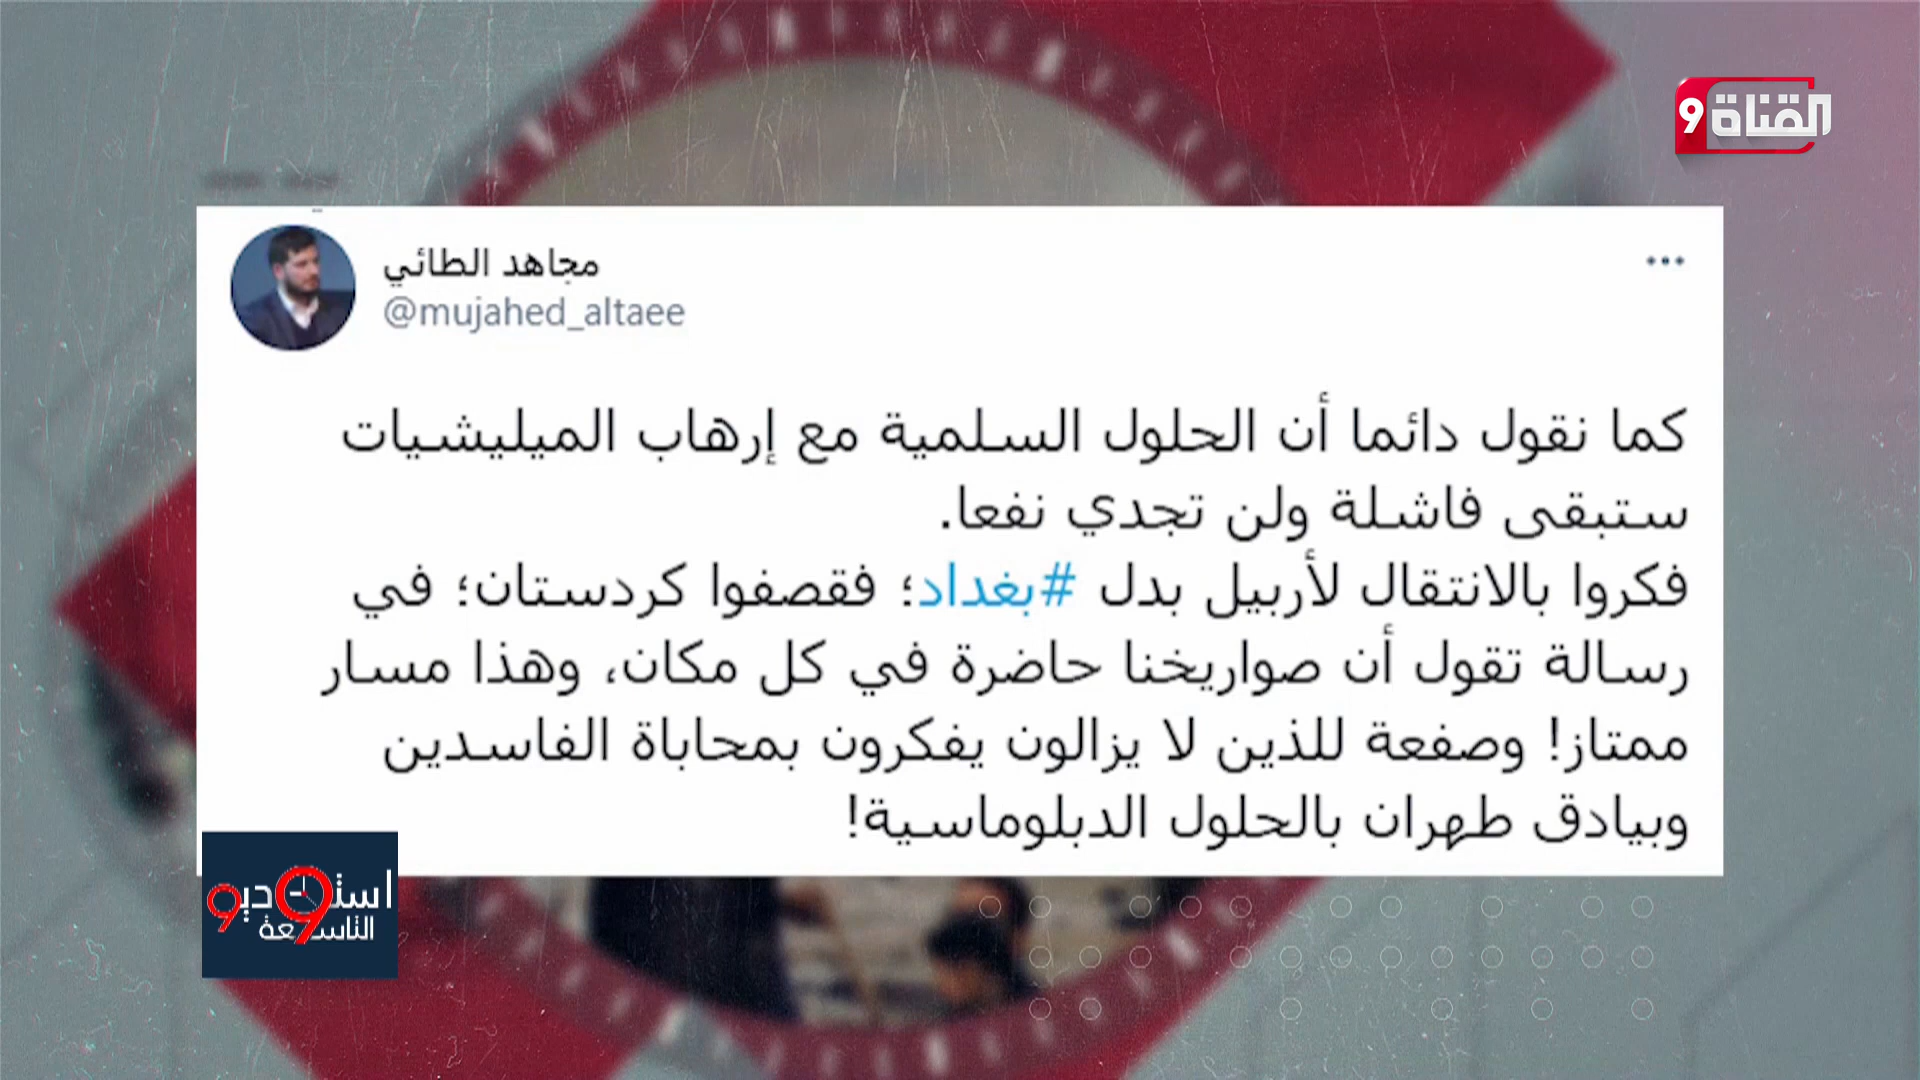 القناة 9
مجاهد الطائي
@mujahed_altaee
كما نقول دائما أن الحلول السلمية مع إرهاب الميليشيات
ستبقى فاشلة ولن تجدي نفعا.
فكروا بالانتقال لأربيل بدل #بغداد؛ فقصفوا كردستان؛ في
رسالة تقول أن صواريخنا حاضرة في كل مكان، وهذا مسار
ممتاز! وصفعة للذين لا يزالون يفكرون بمحاباة الفاسدين
وبيادق طهران بالحلول الدبلوماسية!
استوديو 9
التاسعة